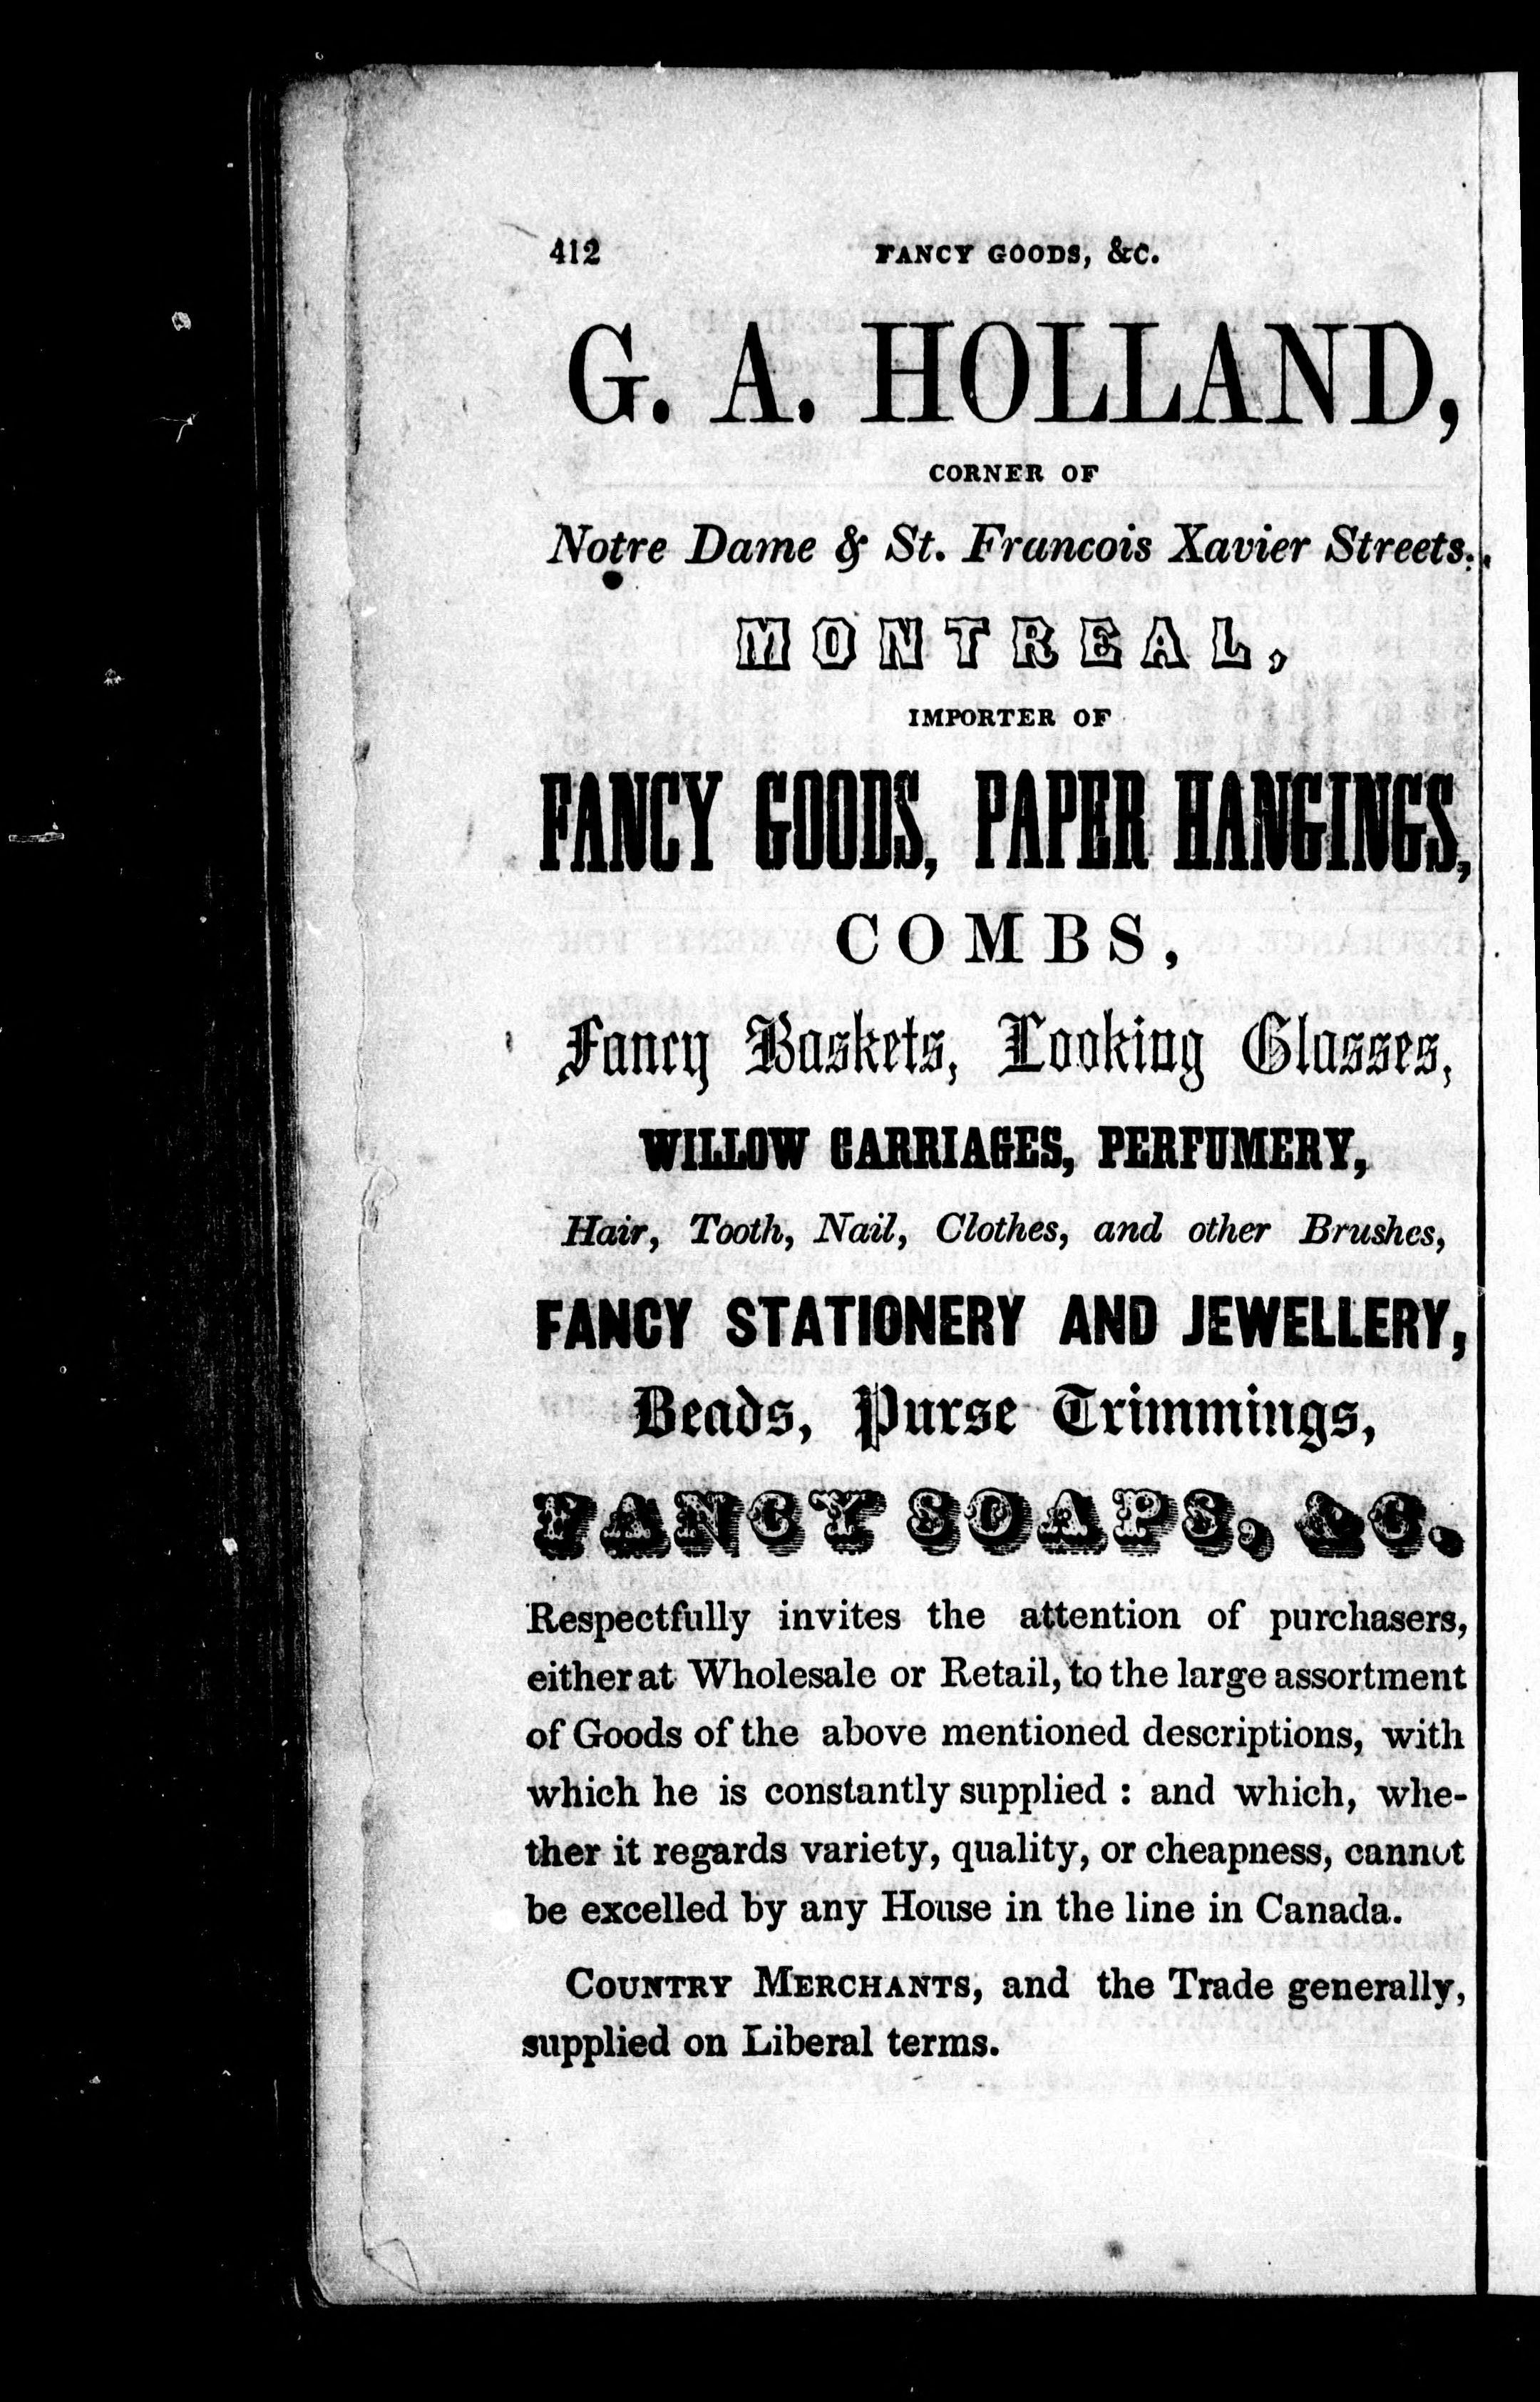 412 FANCY GOODS, &C.
G. A. HOLLAND,
CORNER OF
Notre Dame & St. Francois Xavier Streets.
MONTREAL,
IMPORTER OF
FANCY GOODS, PAPER HANGINGS,
COMBS,
Fancy Baskets, Looking Glasses,
WILLOW CARRIAGES, PERFUMERY,
Hair, Tooth, Nail, Clothes, and other Brushes,
FANCY STATIONERY AND JEWELLERY,
Beads, Purse Trimmings,
FANCY SOAPS, &C.
Respectfully invites the attention of purchasers,
either at Wholesale or Retail, to the large assortment
of Goods of the above mentioned descriptions, with
which he is constantly supplied : and which, whe-
ther it regards variety, quality, or cheapness, cannot
be excelled by any House in the line in Canada.
COUNTRY MERCHANTS, and the Trade generally,
supplied on Liberal terms.